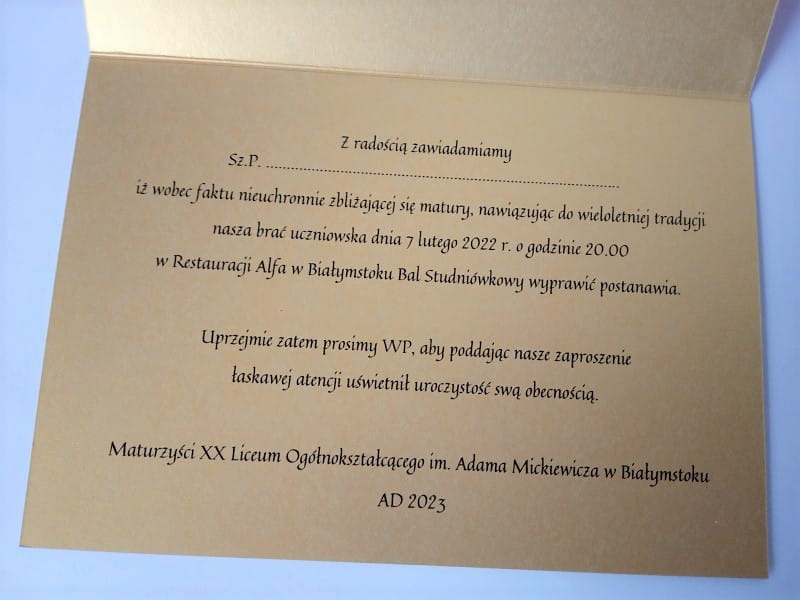 Z radością zawiadamiamy
Sz.P. ........................................................................................
iż wobec faktu nieuchronnie zbliżającej się matury, nawiązując do wieloletniej tradycji
nasza brać uczniowska dnia 7 lutego 2022 r. o godzinie 20.00
w Restauracji Alfa w Białymstoku Bal Studniówkowy wyprawić postanawia.
Uprzejmie zatem prosimy WP, aby poddając nasze zaproszenie
łaskawej atencji uświetnił uroczystość swą obecnością.
Maturzyści XX Liceum Ogólnokształcącego im. Adama Mickiewicza w Białymstoku
AD 2023